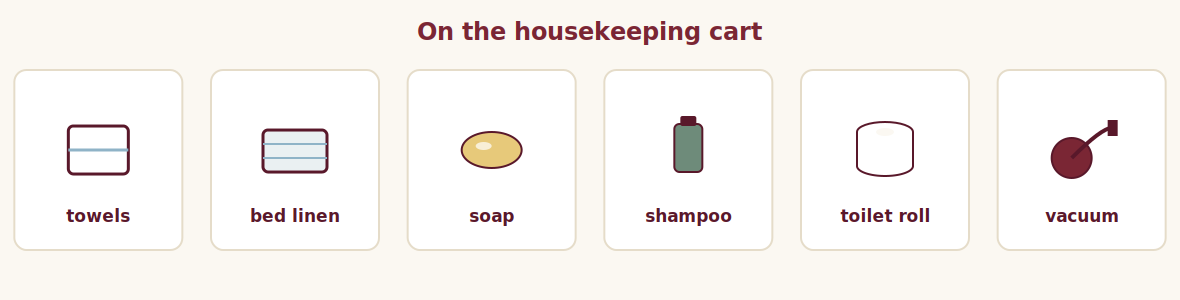 On the housekeeping cart
towels
bed linen
soap
shampoo
toilet roll
vacuum